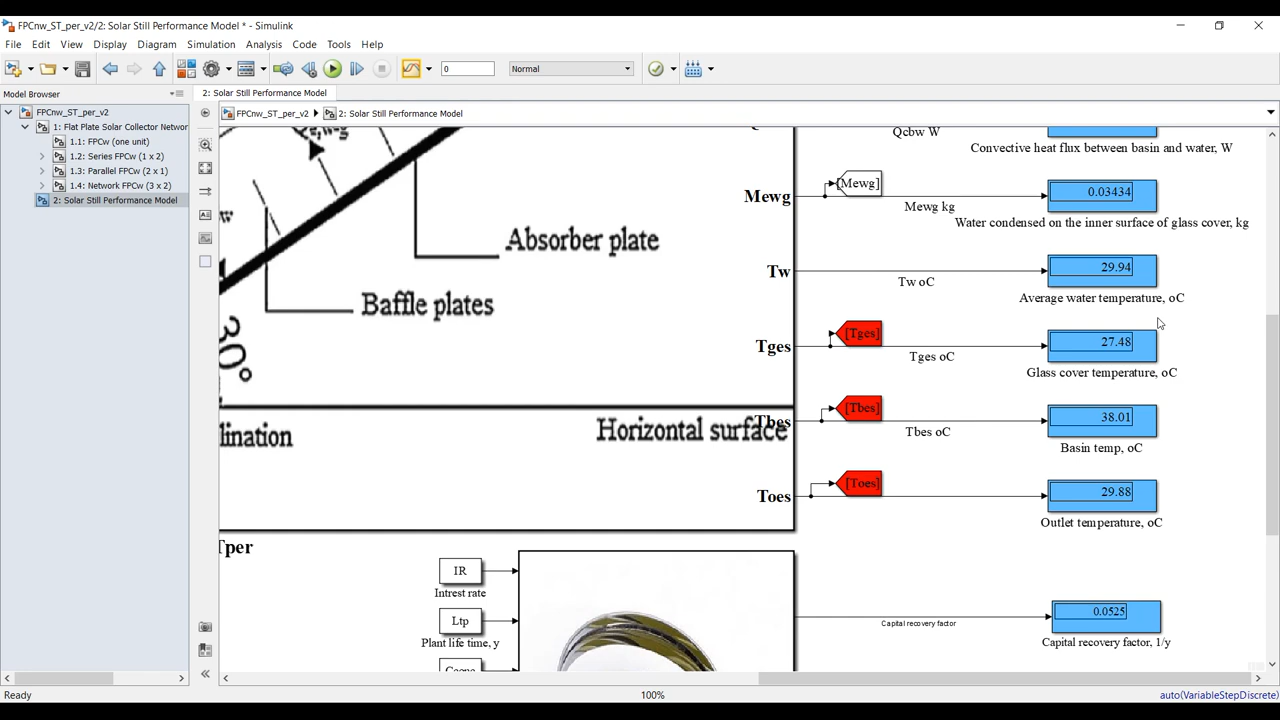 FPCnw_ST_per_v2/2: Solar Still Performance Model * - Simulink
File Edit View Display Diagram Simulation Analysis Code Tools Help
0 Normal
Model Browser
2: Solar Still Performance Model
FPCnw_ST_per_v2
1: Flat Plate Solar Collector Networ
1.1: FPCw (one unit)
1.2: Series FPCw (1 x 2)
1.3: Parallel FPCw (2 x 1)
1.4: Network FPCw (3 x 2)
2: Solar Still Performance Model
FPCnw_ST_per_v2 2: Solar Still Performance Model
Qcbw W
Convective heat flux between basin and water, W
Mewg
[Mewg]
Mewg kg
0.03434
Water condensed on the inner surface of glass cover, kg
Absorber plate
Tw
Tw oC
29.94
Average water temperature, oC
Baffle plates
30°
Tges
[Tges]
Tges oC
27.48
Glass cover temperature, oC
lination
Horizontal surface
Tbes
[Tbes]
Tbes oC
38.01
Basin temp, oC
Toes
[Toes]
29.88
Outlet temperature, oC
Tper
IR
Intrest rate
Ltp
Plant life time, y
Capital recovery factor
0.0525
Capital recovery factor, 1/y
Ready
100%
auto(VariableStepDiscrete)